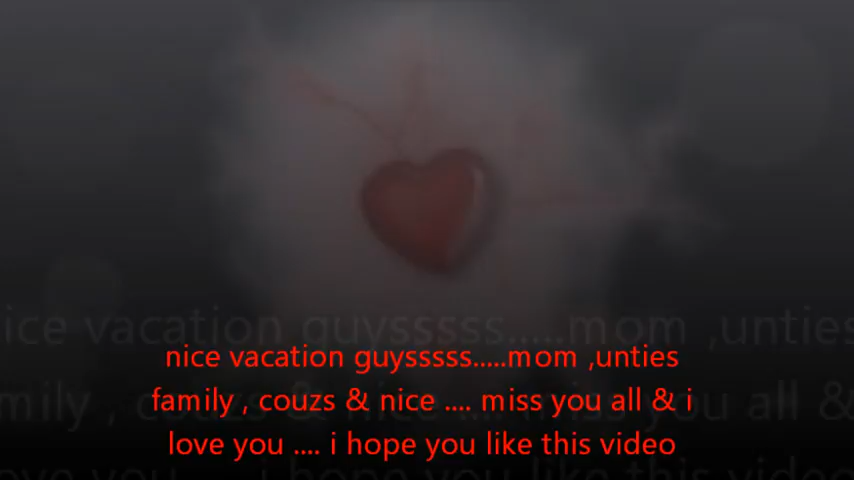 nice vacation guysssss.....mom ,unties
family , couzs & nice .... miss you all & i
love you .... i hope you like this video